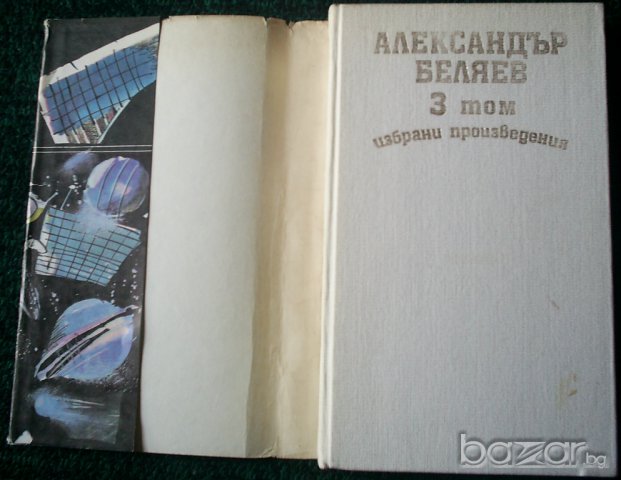 АЛЕКСАНДЪР
БЕЛЯЕВ
3 том
избрани произведения
bazar.bg